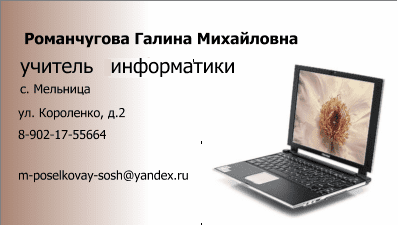 Романчугова Галина Михайловна
учитель информатики
с. Мельница
ул. Короленко, д.2
8-902-17-55664
m-poselkovay-sosh@yandex.ru